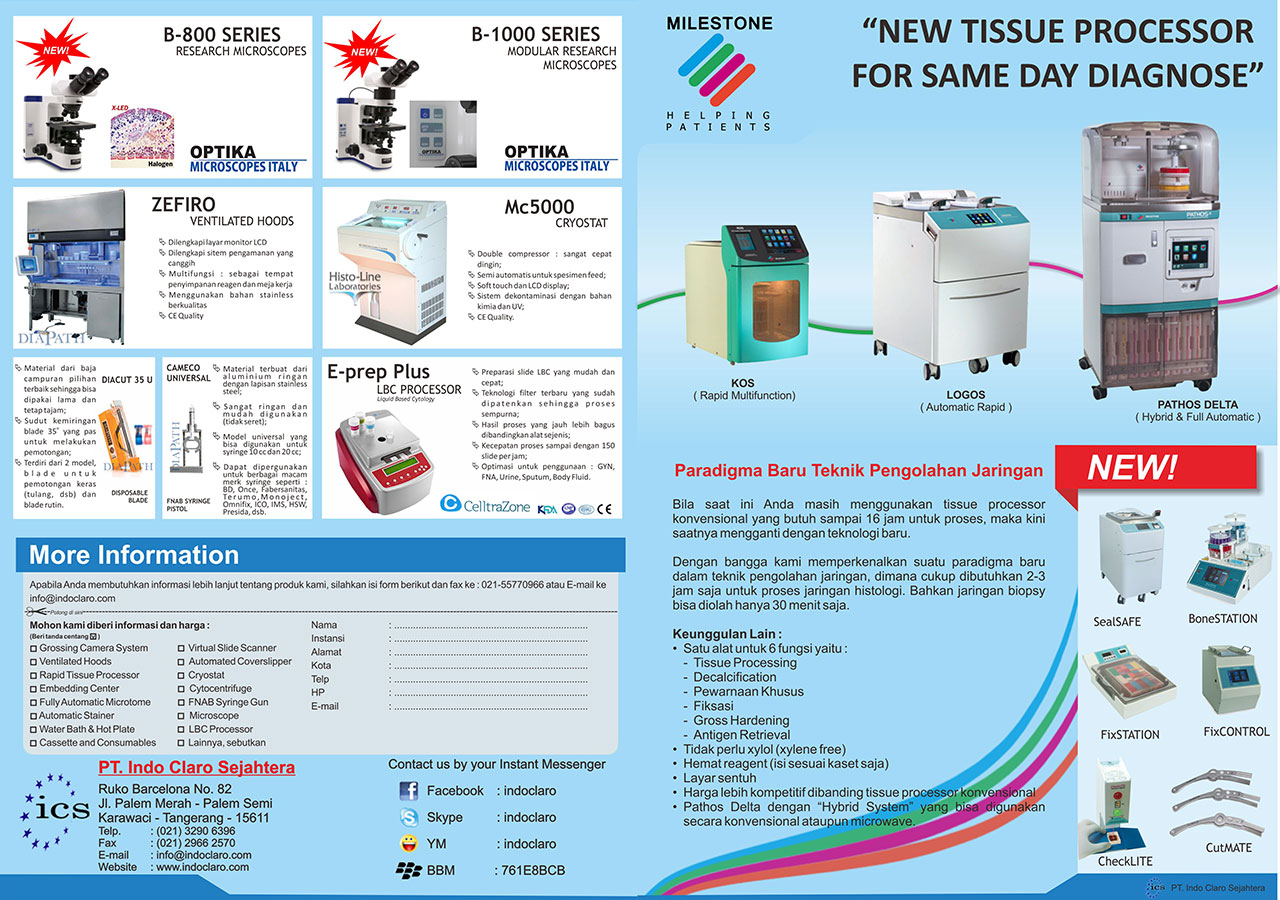 NEW!
B-800 SERIES
RESEARCH MICROSCOPES
X-LED
Halogen
OPTIKA
MICROSCOPES ITALY
NEW!
B-1000 SERIES
MODULAR RESEARCH
MICROSCOPES
OPTIKA
MICROSCOPES ITALY
ZEFIRO
VENTILATED HOODS
Dilengkapi layar monitor LCD
Dilengkapi sitem pengamanan yang
canggih
Multifungsi : sebagai tempat
penyimpanan reagen dan meja kerja
Menggunakan bahan stainless
berkualitas
CE Quality
DIAPATH
Mc5000
CRYOSTAT
Histo-Line
Laboratories
Double compressor : sangat cepat
dingin;
Semi automatis untuk spesimen feed;
Soft touch dan LCD display;
Sistem dekontaminasi dengan bahan
kimia dan UV;
CE Quality.
Material dari baja
campuran pilihan
terbaik sehingga bisa
dipakai lama dan
tetap tajam;
Sudut kemiringan
blade 35° yang pas
untuk melakukan
pemotongan;
Terdiri dari 2 model,
blade untuk
pemotongan keras
(tulang, dsb) dan
blade rutin.
DIACUT 35 U
DIAPATH
DISPOSABLE
BLADE
CAMECO
UNIVERSAL
DIAPATH
FNAB SYRINGE
PISTOL
Material terbuat dari
aluminium ringan
dengan lapisan stainless
steel;
Sangat ringan dan
mudah digunakan
(tidak seret);
Model universal yang
bisa digunakan untuk
syringe 10 cc dan 20 cc;
Dapat dipergunakan
untuk berbagai macam
merk syringe seperti :
BD, Once, Fabersanitas,
Terumo, Monoject,
Omnifix, ICO, IMS, HSW,
Presida, dsb.
E-prep Plus
LBC PROCESSOR
Liquid Based Cytology
Preparasi slide LBC yang mudah dan
cepat;
Teknologi filter terbaru yang sudah
dipatenkan sehingga proses
sempurna;
Hasil proses yang jauh lebih bagus
dibandingkan alat sejenis;
Kecepatan proses sampai dengan 150
slide per jam;
Optimasi untuk penggunaan : GYN,
FNA, Urine, Sputum, Body Fluid.
CelltraZone
KFDA
CE
More Information
Apabila Anda membutuhkan informasi lebih lanjut tentang produk kami, silahkan isi form berikut dan fax ke : 021-55770966 atau E-mail ke
info@indoclaro.com
Potong di sini
Mohon kami diberi informasi dan harga :
(Beri tanda centang ☑ )
Grossing Camera System
Ventilated Hoods
Rapid Tissue Processor
Embedding Center
Fully Automatic Microtome
Automatic Stainer
Water Bath & Hot Plate
Cassette and Consumables
Virtual Slide Scanner
Automated Coverslipper
Cryostat
Cytocentrifuge
FNAB Syringe Gun
Microscope
LBC Processor
Lainnya, sebutkan
Nama :
Instansi :
Alamat :
Kota :
Telp :
HP :
E-mail :
ics
PT. Indo Claro Sejahtera
Ruko Barcelona No. 82
Jl. Palem Merah - Palem Semi
Karawaci - Tangerang - 15611
Telp. : (021) 3290 6396
Fax : (021) 2966 2570
E-mail : info@indoclaro.com
Website : www.indoclaro.com
Contact us by your Instant Messenger
Facebook : indoclaro
Skype : indoclaro
YM : indoclaro
BBM : 761E8BCB
MILESTONE
HELPING
PATIENTS
“NEW TISSUE PROCESSOR
FOR SAME DAY DIAGNOSE”
KOS
( Rapid Multifunction)
LOGOS
( Automatic Rapid )
PATHOS DELTA
( Hybrid & Full Automatic )
Paradigma Baru Teknik Pengolahan Jaringan
Bila saat ini Anda masih menggunakan tissue processor
konvensional yang butuh sampai 16 jam untuk proses, maka kini
saatnya mengganti dengan teknologi baru.
Dengan bangga kami memperkenalkan suatu paradigma baru
dalam teknik pengolahan jaringan, dimana cukup dibutuhkan 2-3
jam saja untuk proses jaringan histologi. Bahkan jaringan biopsy
bisa diolah hanya 30 menit saja.
Keunggulan Lain :
• Satu alat untuk 6 fungsi yaitu :
- Tissue Processing
- Decalcification
- Pewarnaan Khusus
- Fiksasi
- Gross Hardening
- Antigen Retrieval
• Tidak perlu xylol (xylene free)
• Hemat reagent (isi sesuai kaset saja)
• Layar sentuh
• Harga lebih kompetitif dibanding tissue processor konvensional
• Pathos Delta dengan “Hybrid System” yang bisa digunakan
secara konvensional ataupun microwave.
NEW!
SealSAFE
BoneSTATION
FixSTATION
FixCONTROL
CheckLITE
CutMATE
ics PT. Indo Claro Sejahtera